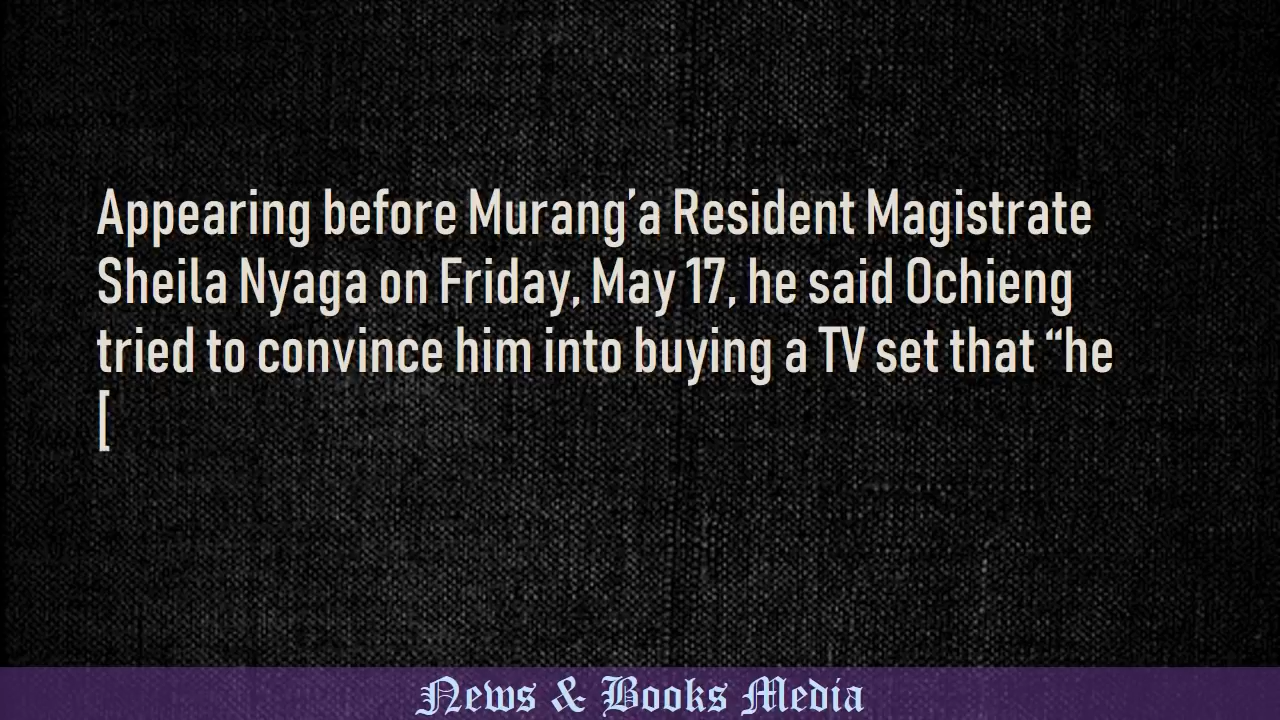 Appearing before Murang’a Resident Magistrate
Sheila Nyaga on Friday, May 17, he said Ochieng
tried to convince him into buying a TV set that “he
[
News & Books Media